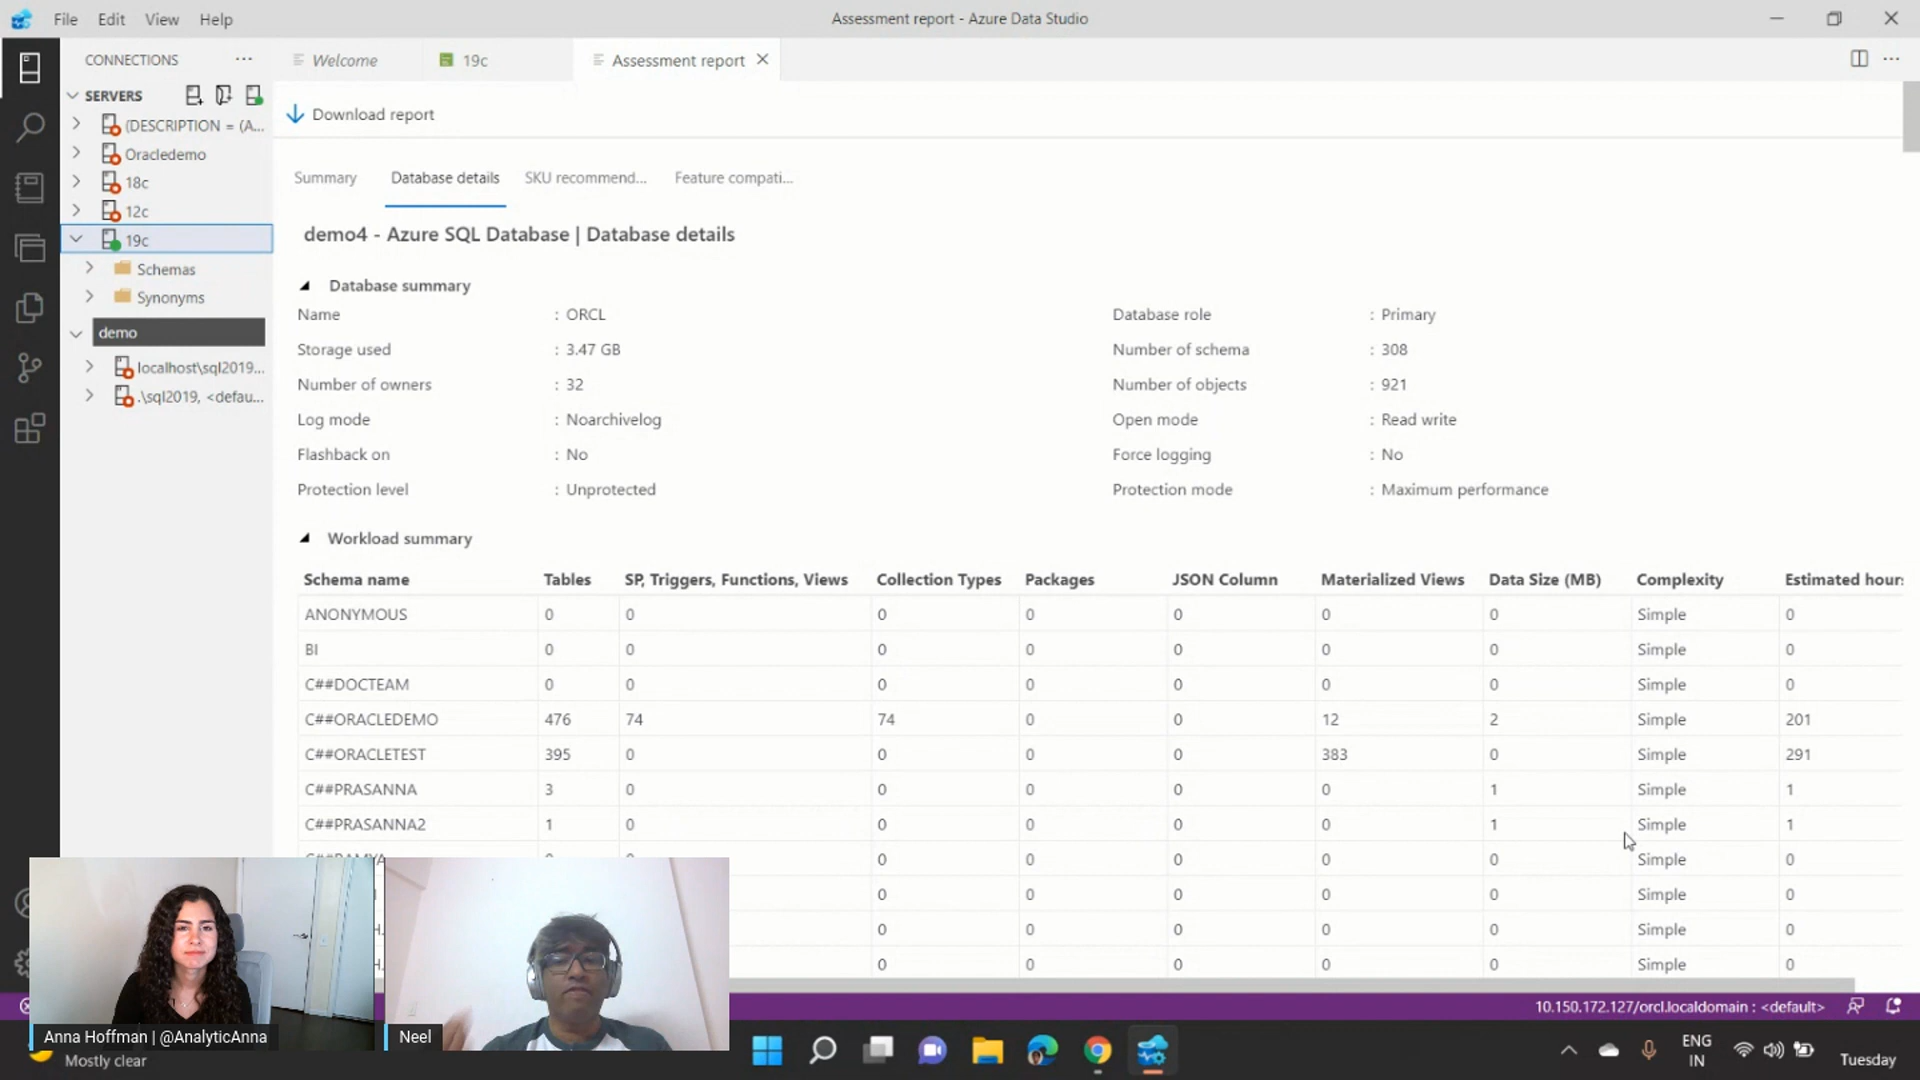 File Edit View Help
Assessment report - Azure Data Studio
CONNECTIONS
Welcome
19c
Assessment report
SERVERS
(DESCRIPTION = (A...
Oracledemo
18c
12c
19c
Schemas
Synonyms
demo
localhost\sql2019...
.\sql2019, <defau...
Download report
Summary Database details SKU recommend... Feature compati...
demo4 - Azure SQL Database | Database details
Database summary
Name : ORCL Database role : Primary
Storage used : 3.47 GB Number of schema : 308
Number of owners : 32 Number of objects : 921
Log mode : Noarchivelog Open mode : Read write
Flashback on : No Force logging : No
Protection level : Unprotected Protection mode : Maximum performance
Workload summary
Schema name Tables SP, Triggers, Functions, Views Collection Types Packages JSON Column Materialized Views Data Size (MB) Complexity Estimated hour
ANONYMOUS 0 0 0 0 0 0 0 Simple 0
BI 0 0 0 0 0 0 0 Simple 0
C##DOCTEAM 0 0 0 0 0 0 0 Simple 0
C##ORACLEDEMO 476 74 74 0 0 12 2 Simple 201
C##ORACLETEST 395 0 0 0 0 383 0 Simple 291
C##PRASANNA 3 0 0 0 0 0 1 Simple 1
C##PRASANNA2 1 0 0 0 0 0 1 Simple 1
0 0 0 0 Simple 0
0 0 0 0 0 Simple 0
0 0 0 0 0 Simple 0
0 0 0 0 0 Simple 0
10.150.172.127/orcl.localdomain : <default>
Anna Hoffman | @AnalyticAnna
Neel
Mostly clear
ENG
IN
Tuesday